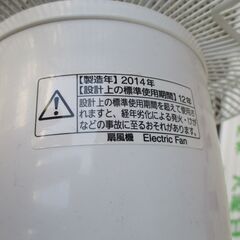 【製造年】2014年
【設計上の標準使用期間】12年
設計上の標準使用期間を超えて使用さ
れますと、経年劣化による発火・けが
などの事故に至るおそれがあります。
扇風機 Electric Fan